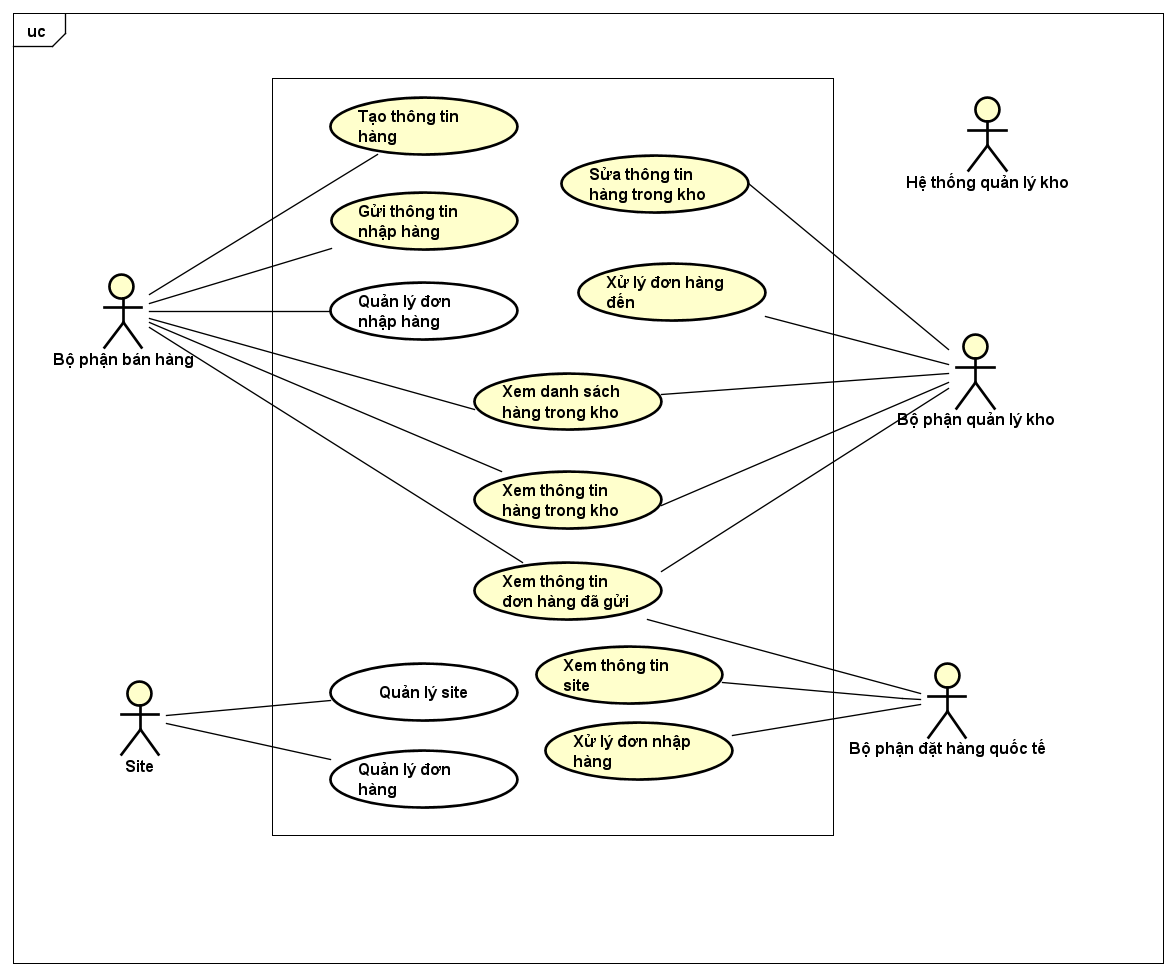 uc
Tạo thông tin
hàng
Sửa thông tin
hàng trong kho
Hệ thống quản lý kho
Gửi thông tin
nhập hàng
Xử lý đơn hàng
đến
Quản lý đơn
nhập hàng
Bộ phận bán hàng
Xem danh sách
hàng trong kho
Bộ phận quản lý kho
Xem thông tin
hàng trong kho
Xem thông tin
đơn hàng đã gửi
Xem thông tin
site
Quản lý site
Xử lý đơn nhập
hàng
Bộ phận đặt hàng quốc tế
Site
Quản lý đơn
hàng